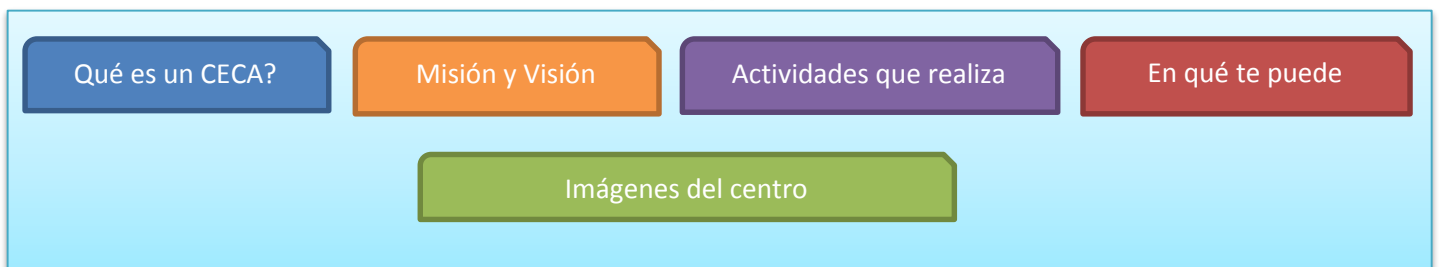 Qué es un CECA?
Misión y Visión
Actividades que realiza
En qué te puede
Imágenes del centro